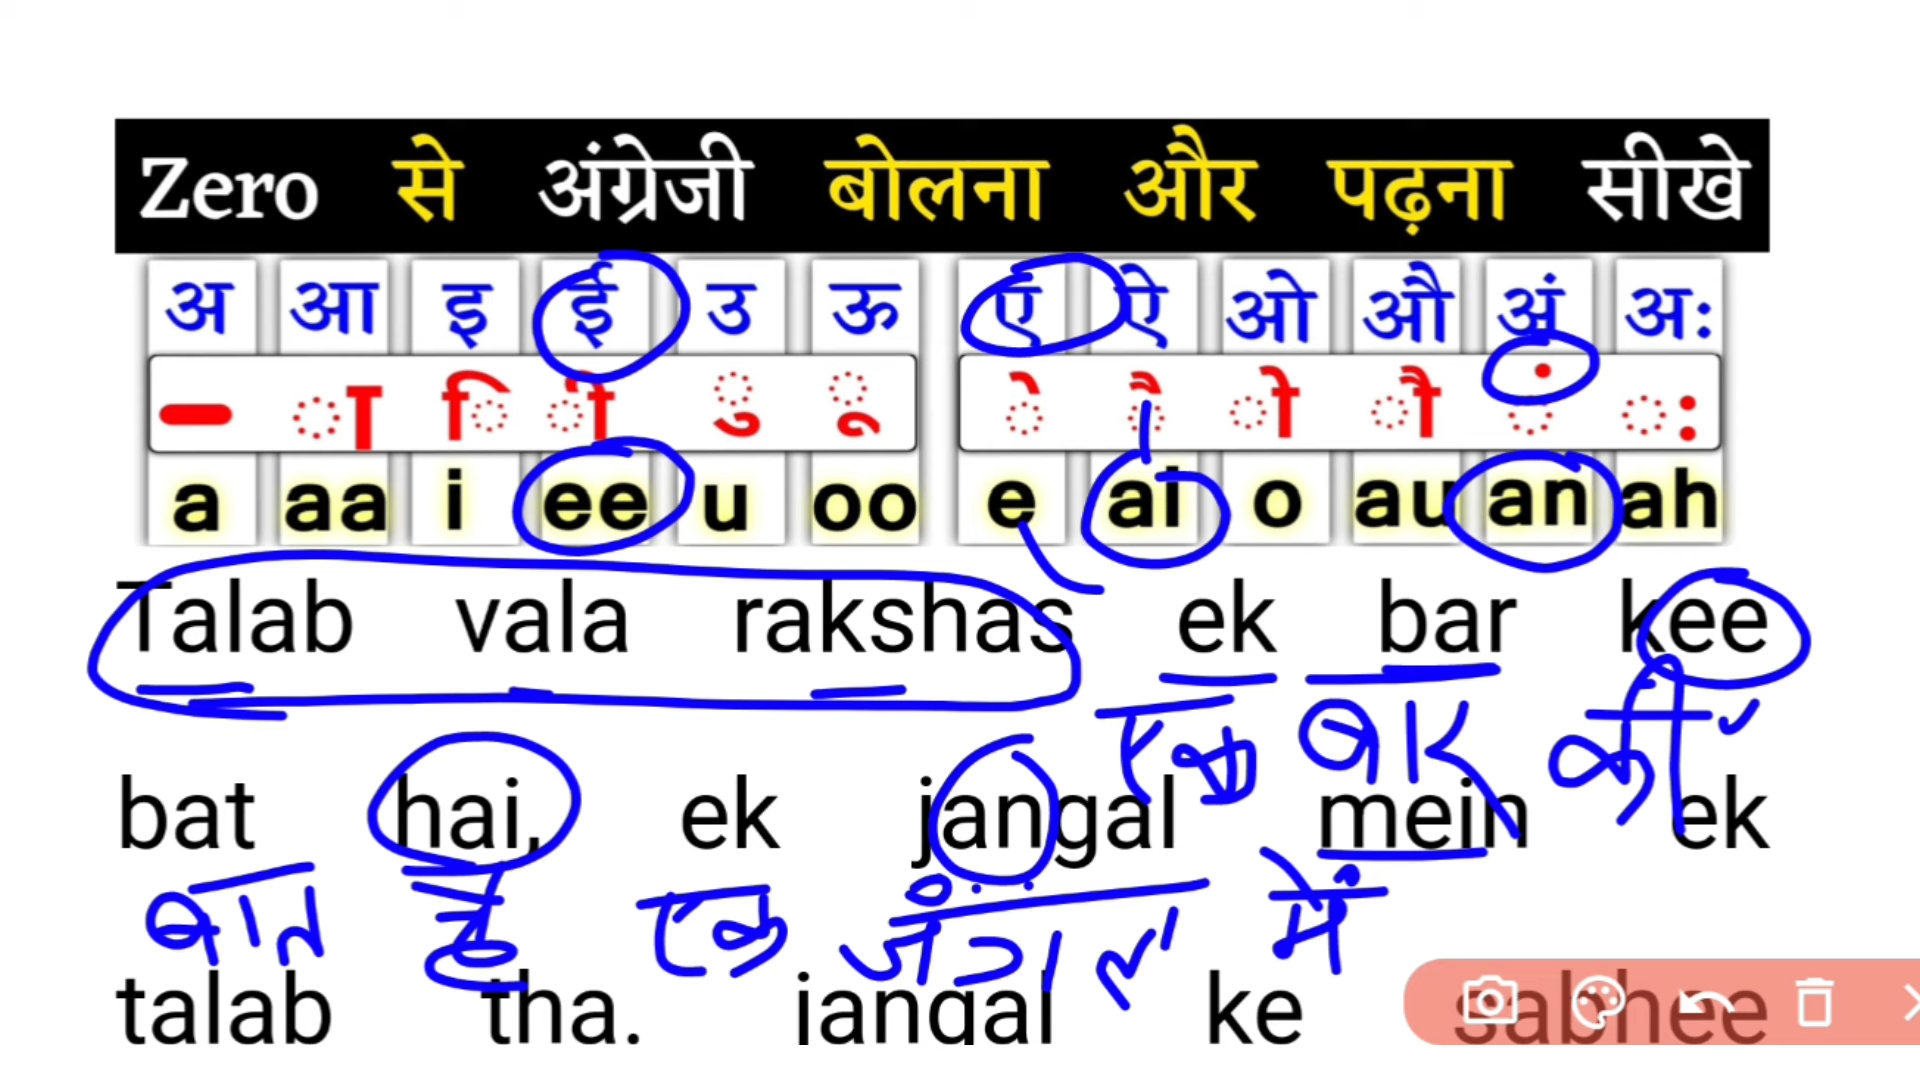 Zero से अंग्रेजी बोलना और पढ़ना सीखे
अ आ इ ई उ ऊ ए ऐ ओ औ अं अः
– ा ि ी ु ू े ै ो ौ ं ः
a aa i ee u oo e ai o au an ah
Talab vala rakshas ek bar kee
एक बार की
bat hai, ek jangal mein ek
बात है एक जंगल में
talab tha. jangal ke sabhee